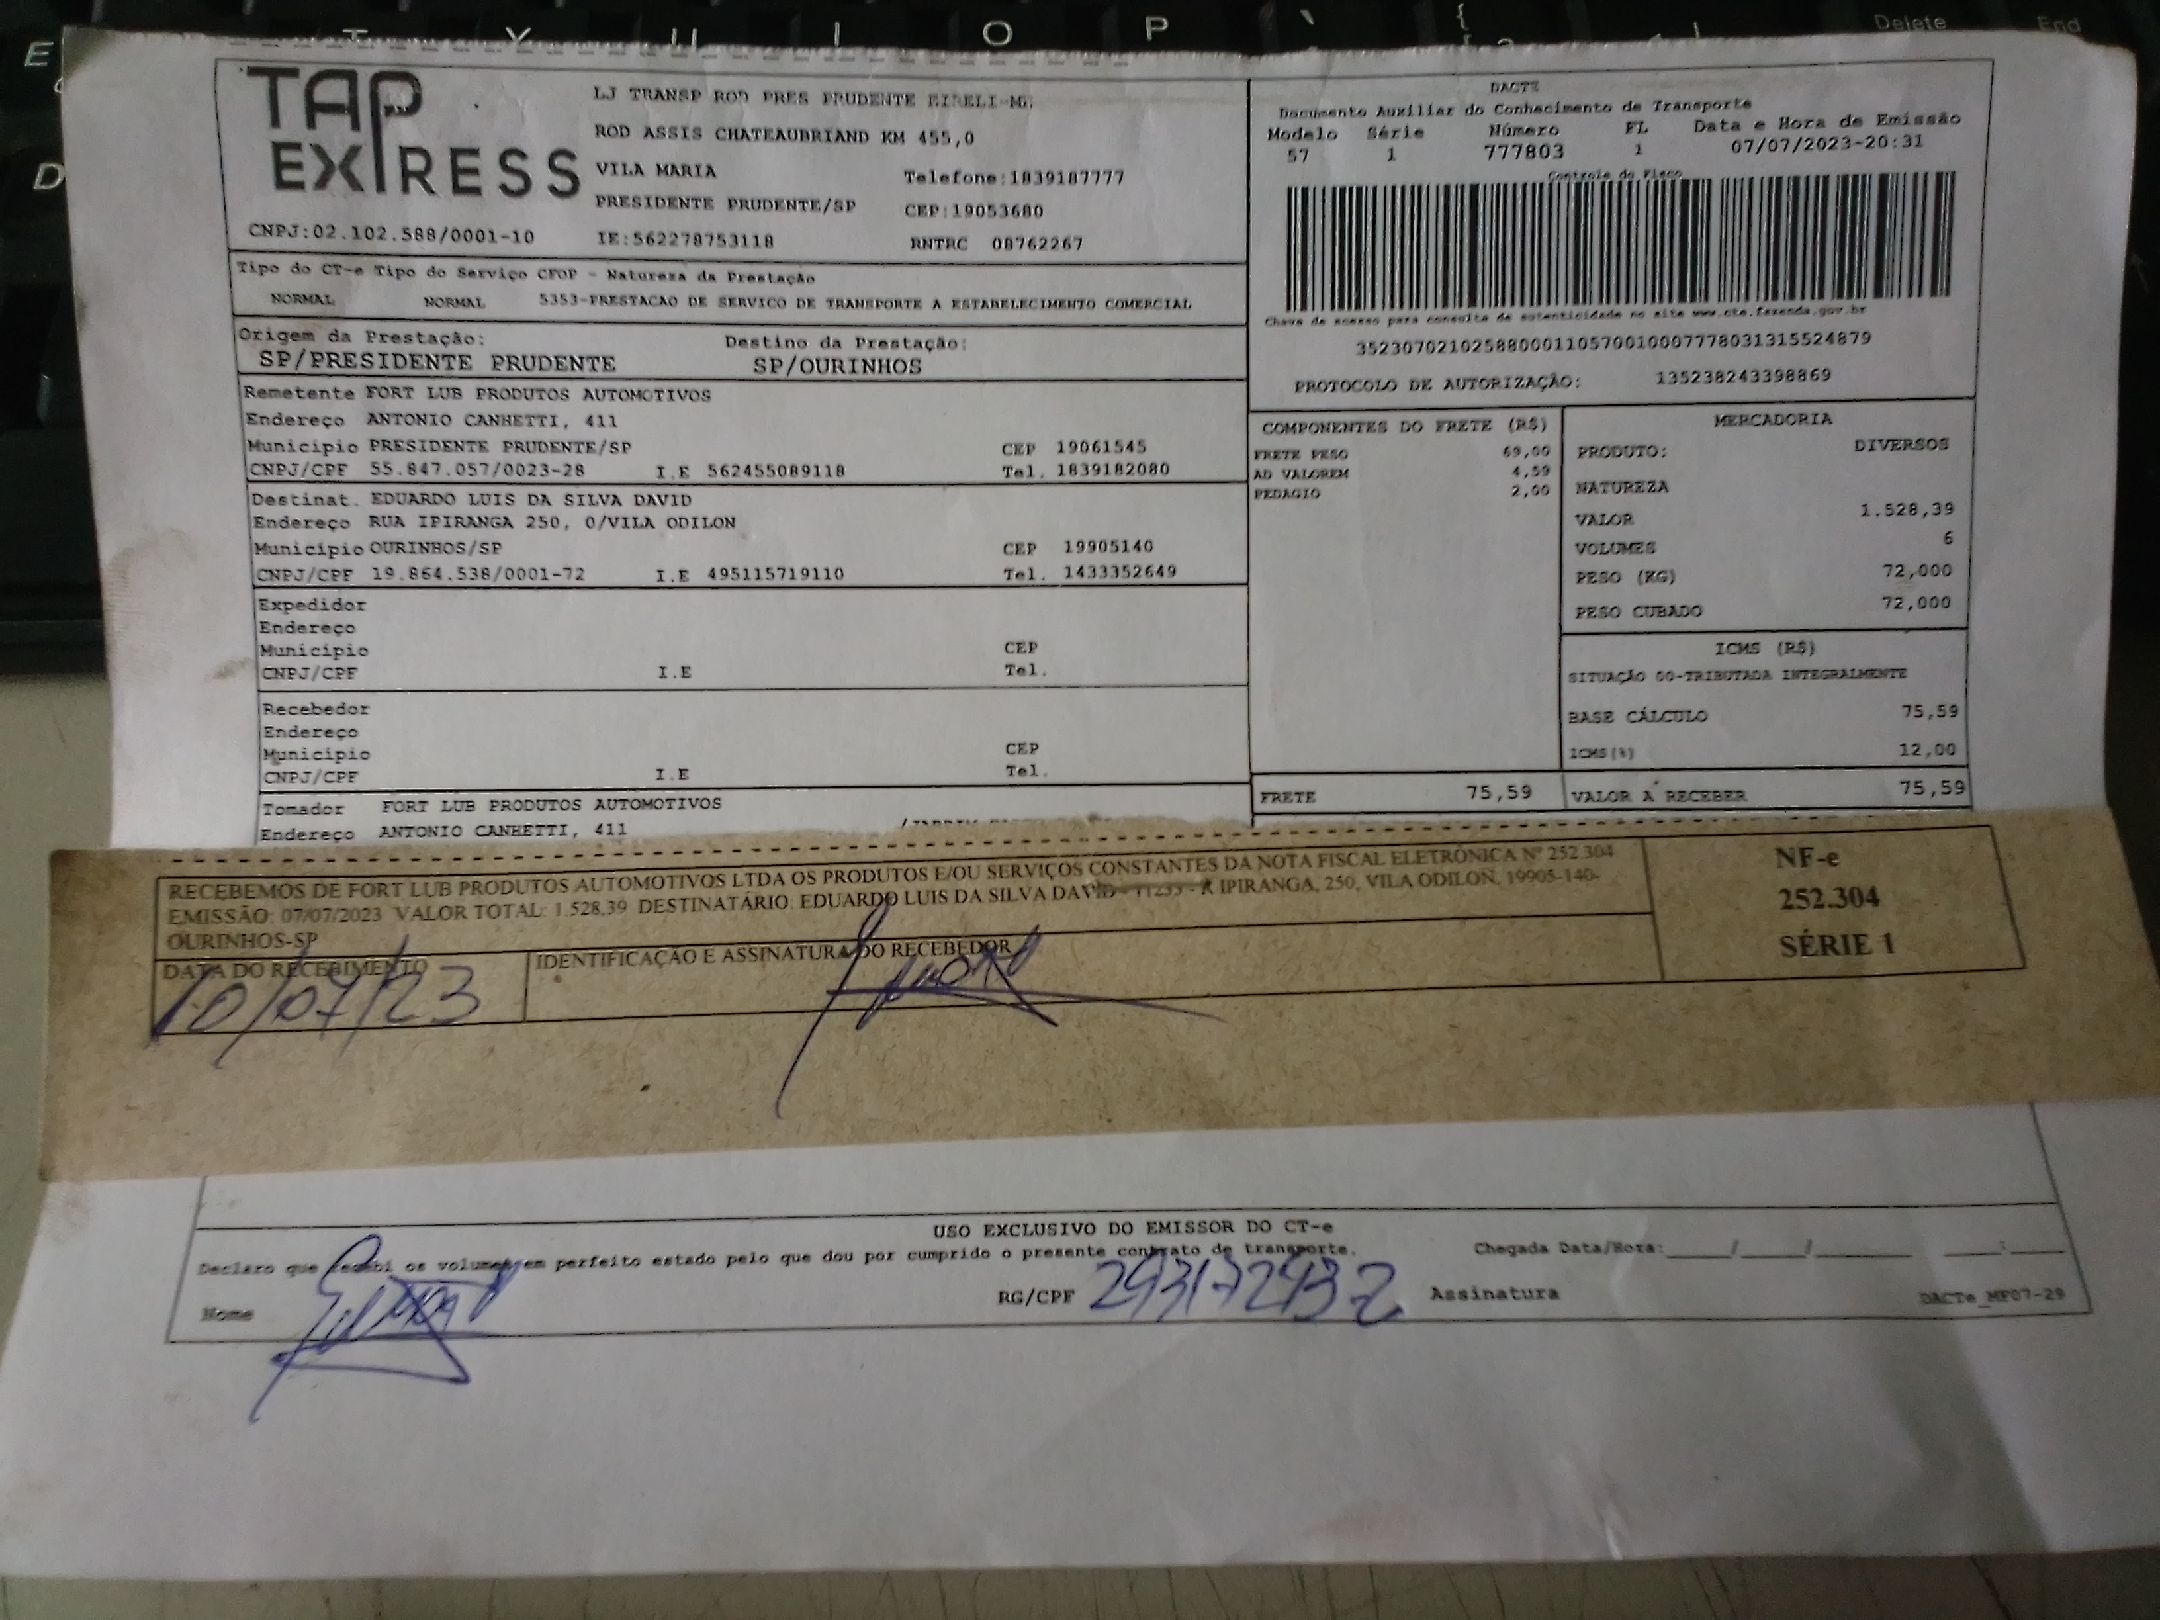 E T Y U I O P Delete End
D
TAP EXPRESS
LJ TRANSP ROD PRES PRUDENTE EIRELI-ME
ROD ASSIS CHATEAUBRIAND KM 455,0
VILA MARIA Telefone:1839187777
PRESIDENTE PRUDENTE/SP CEP:19053680
CNPJ:02.102.588/0001-10 IE:562278753118 RNTRC 08762267
DACTE
Documento Auxiliar do Conhecimento de Transporte
Modelo Série Número FL Data e Hora de Emissão
57 1 777803 1 07/07/2023-20:31
Controle do Fisco
Chave de acesso para consulta de autenticidade no site www.cte.fazenda.gov.br
35230702102588000110570010007778031315524879
PROTOCOLO DE AUTORIZAÇÃO: 135238243398869
Tipo do CT-e Tipo do Serviço CFOP - Natureza da Prestação
NORMAL NORMAL 5353-PRESTACAO DE SERVICO DE TRANSPORTE A ESTABELECIMENTO COMERCIAL
Origem da Prestação: Destino da Prestação:
SP/PRESIDENTE PRUDENTE SP/OURINHOS
Remetente FORT LUB PRODUTOS AUTOMOTIVOS
Endereço ANTONIO CANHETTI, 411
Município PRESIDENTE PRUDENTE/SP CEP 19061545
CNPJ/CPF 55.847.057/0023-28 I.E 562455089118 Tel. 1839182080
Destinat. EDUARDO LUIS DA SILVA DAVID
Endereço RUA IPIRANGA 250, 0/VILA ODILON
Município OURINHOS/SP CEP 19905140
CNPJ/CPF 19.864.538/0001-72 I.E 495115719110 Tel. 1433352649
Expedidor
Endereço
Município CEP
CNPJ/CPF I.E Tel.
Recebedor
Endereço
Município CEP
CNPJ/CPF I.E Tel.
Tomador FORT LUB PRODUTOS AUTOMOTIVOS
Endereço ANTONIO CANHETTI, 411
COMPONENTES DO FRETE (R$)
FRETE PESO 69,00
AD VALOREM 4,59
PEDAGIO 2,00
MERCADORIA
PRODUTO: DIVERSOS
NATUREZA
VALOR 1.528,39
VOLUMES 6
PESO (KG) 72,000
PESO CUBADO 72,000
ICMS (R$)
SITUAÇÃO 00-TRIBUTADA INTEGRALMENTE
BASE CÁLCULO 75,59
ICMS(%) 12,00
FRETE 75,59 VALOR A RECEBER 75,59
RECEBEMOS DE FORT LUB PRODUTOS AUTOMOTIVOS LTDA OS PRODUTOS E/OU SERVIÇOS CONSTANTES DA NOTA FISCAL ELETRÔNICA Nº 252.304
EMISSÃO: 07/07/2023 VALOR TOTAL: 1.528,39 DESTINATÁRIO: EDUARDO LUIS DA SILVA DAVID - 11233 - R IPIRANGA, 250, VILA ODILON, 19905-140-
OURINHOS-SP
DATA DO RECEBIMENTO IDENTIFICAÇÃO E ASSINATURA DO RECEBEDOR
10/07/23
NF-e
252.304
SÉRIE 1
USO EXCLUSIVO DO EMISSOR DO CT-e
Declaro que recebi os volumes em perfeito estado pelo que dou por cumprido o presente contrato de transporte. Chegada Data/Hora:____/____/______ ___:___
Nome RG/CPF 293172932 Assinatura DACTe_MF07-29